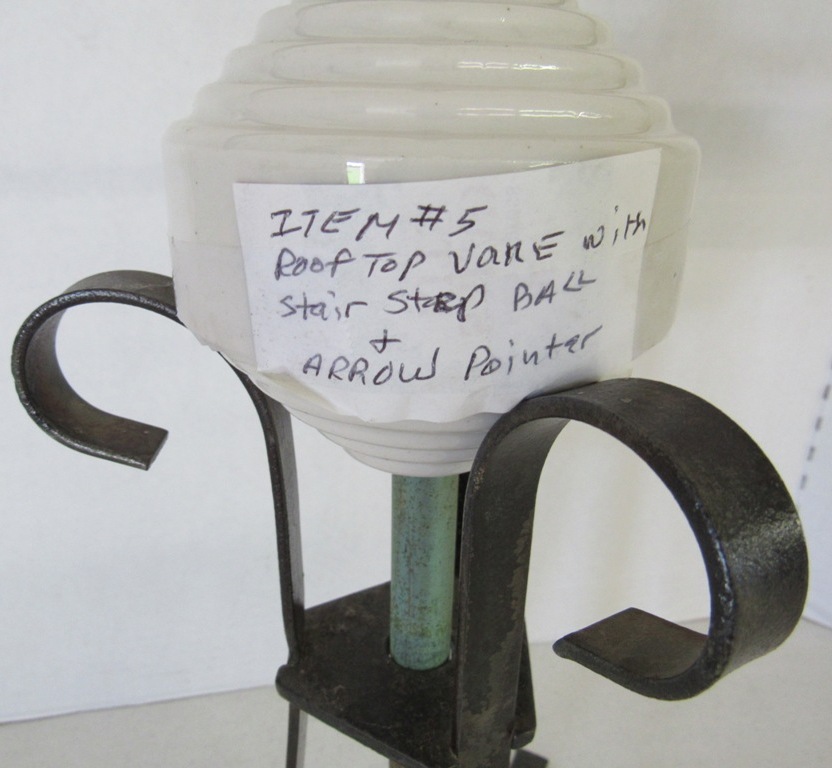 ITEM #5
Roof Top VANE with
Stair Step BALL
+
ARROW Pointer